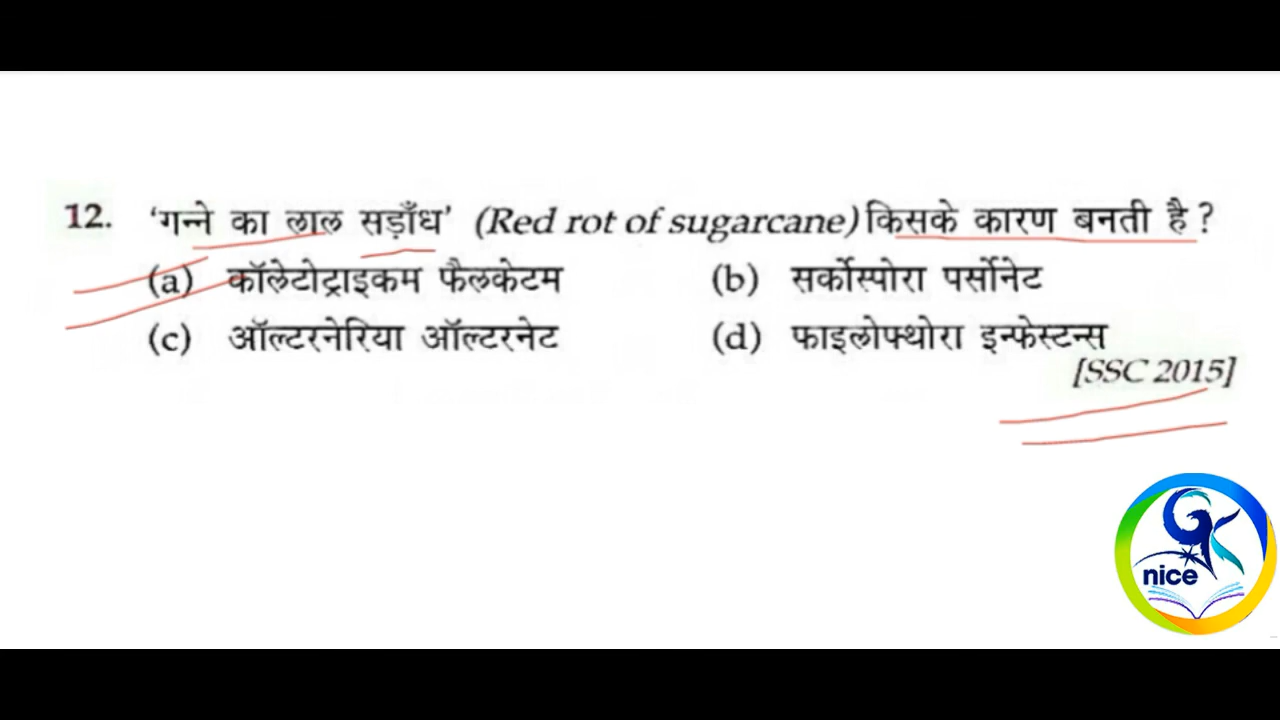 12. 'गन्ने का लाल सड़ाँध' (Red rot of sugarcane) किसके कारण बनती है ?
(a) कॉलेटोट्राइकम फैलकेटम (b) सर्कोस्पोरा पर्सोनेट
(c) ऑल्टरनेरिया ऑल्टरनेट (d) फाइलोफ्थोरा इन्फेस्टन्स
[SSC 2015]
nice